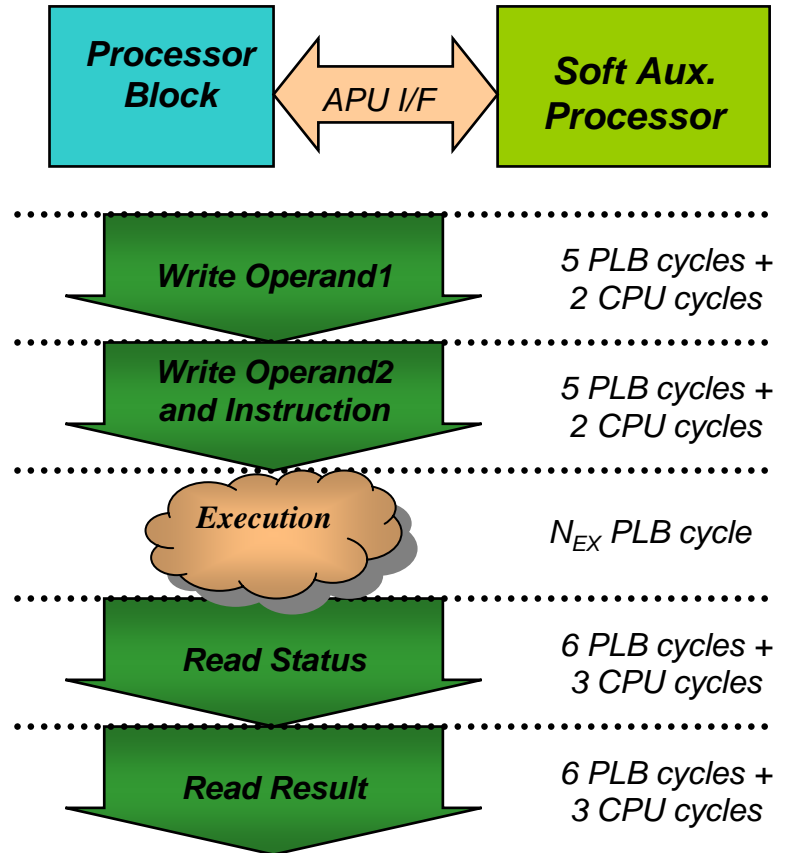 Processor
Block
APU I/F
Soft Aux.
Processor
Write Operand1
5 PLB cycles +
2 CPU cycles
Write Operand2
and Instruction
5 PLB cycles +
2 CPU cycles
Execution
N_EX PLB cycle
Read Status
6 PLB cycles +
3 CPU cycles
Read Result
6 PLB cycles +
3 CPU cycles